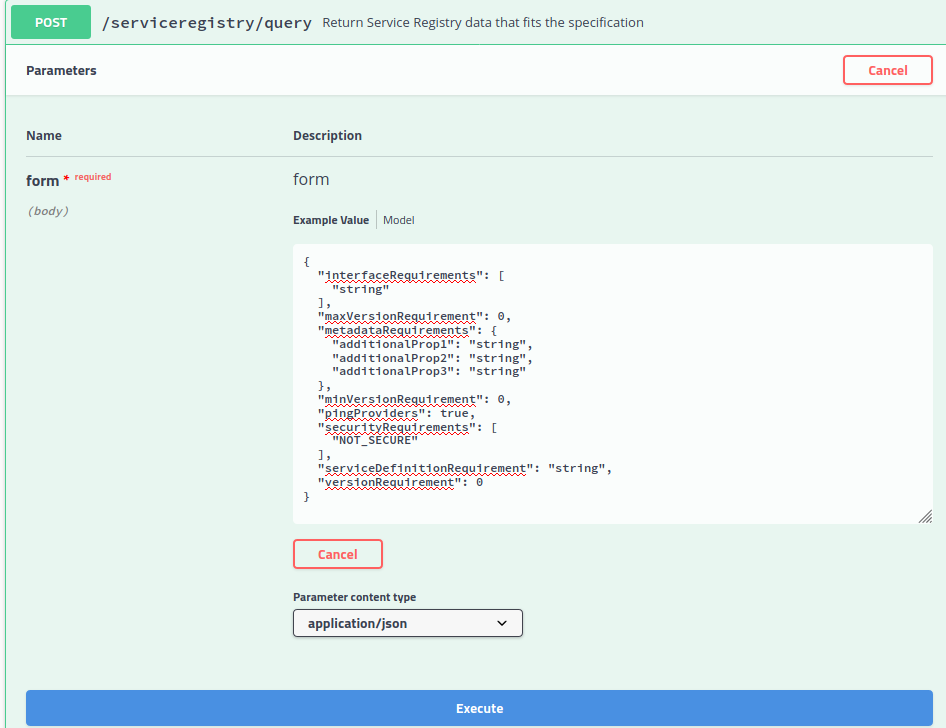 POST /serviceregistry/query Return Service Registry data that fits the specification
Parameters Cancel
Name Description
form * required form
(body)
Example Value Model
{
  "interfaceRequirements": [
    "string"
  ],
  "maxVersionRequirement": 0,
  "metadataRequirements": {
    "additionalProp1": "string",
    "additionalProp2": "string",
    "additionalProp3": "string"
  },
  "minVersionRequirement": 0,
  "pingProviders": true,
  "securityRequirements": [
    "NOT_SECURE"
  ],
  "serviceDefinitionRequirement": "string",
  "versionRequirement": 0
}
Cancel
Parameter content type
application/json
Execute